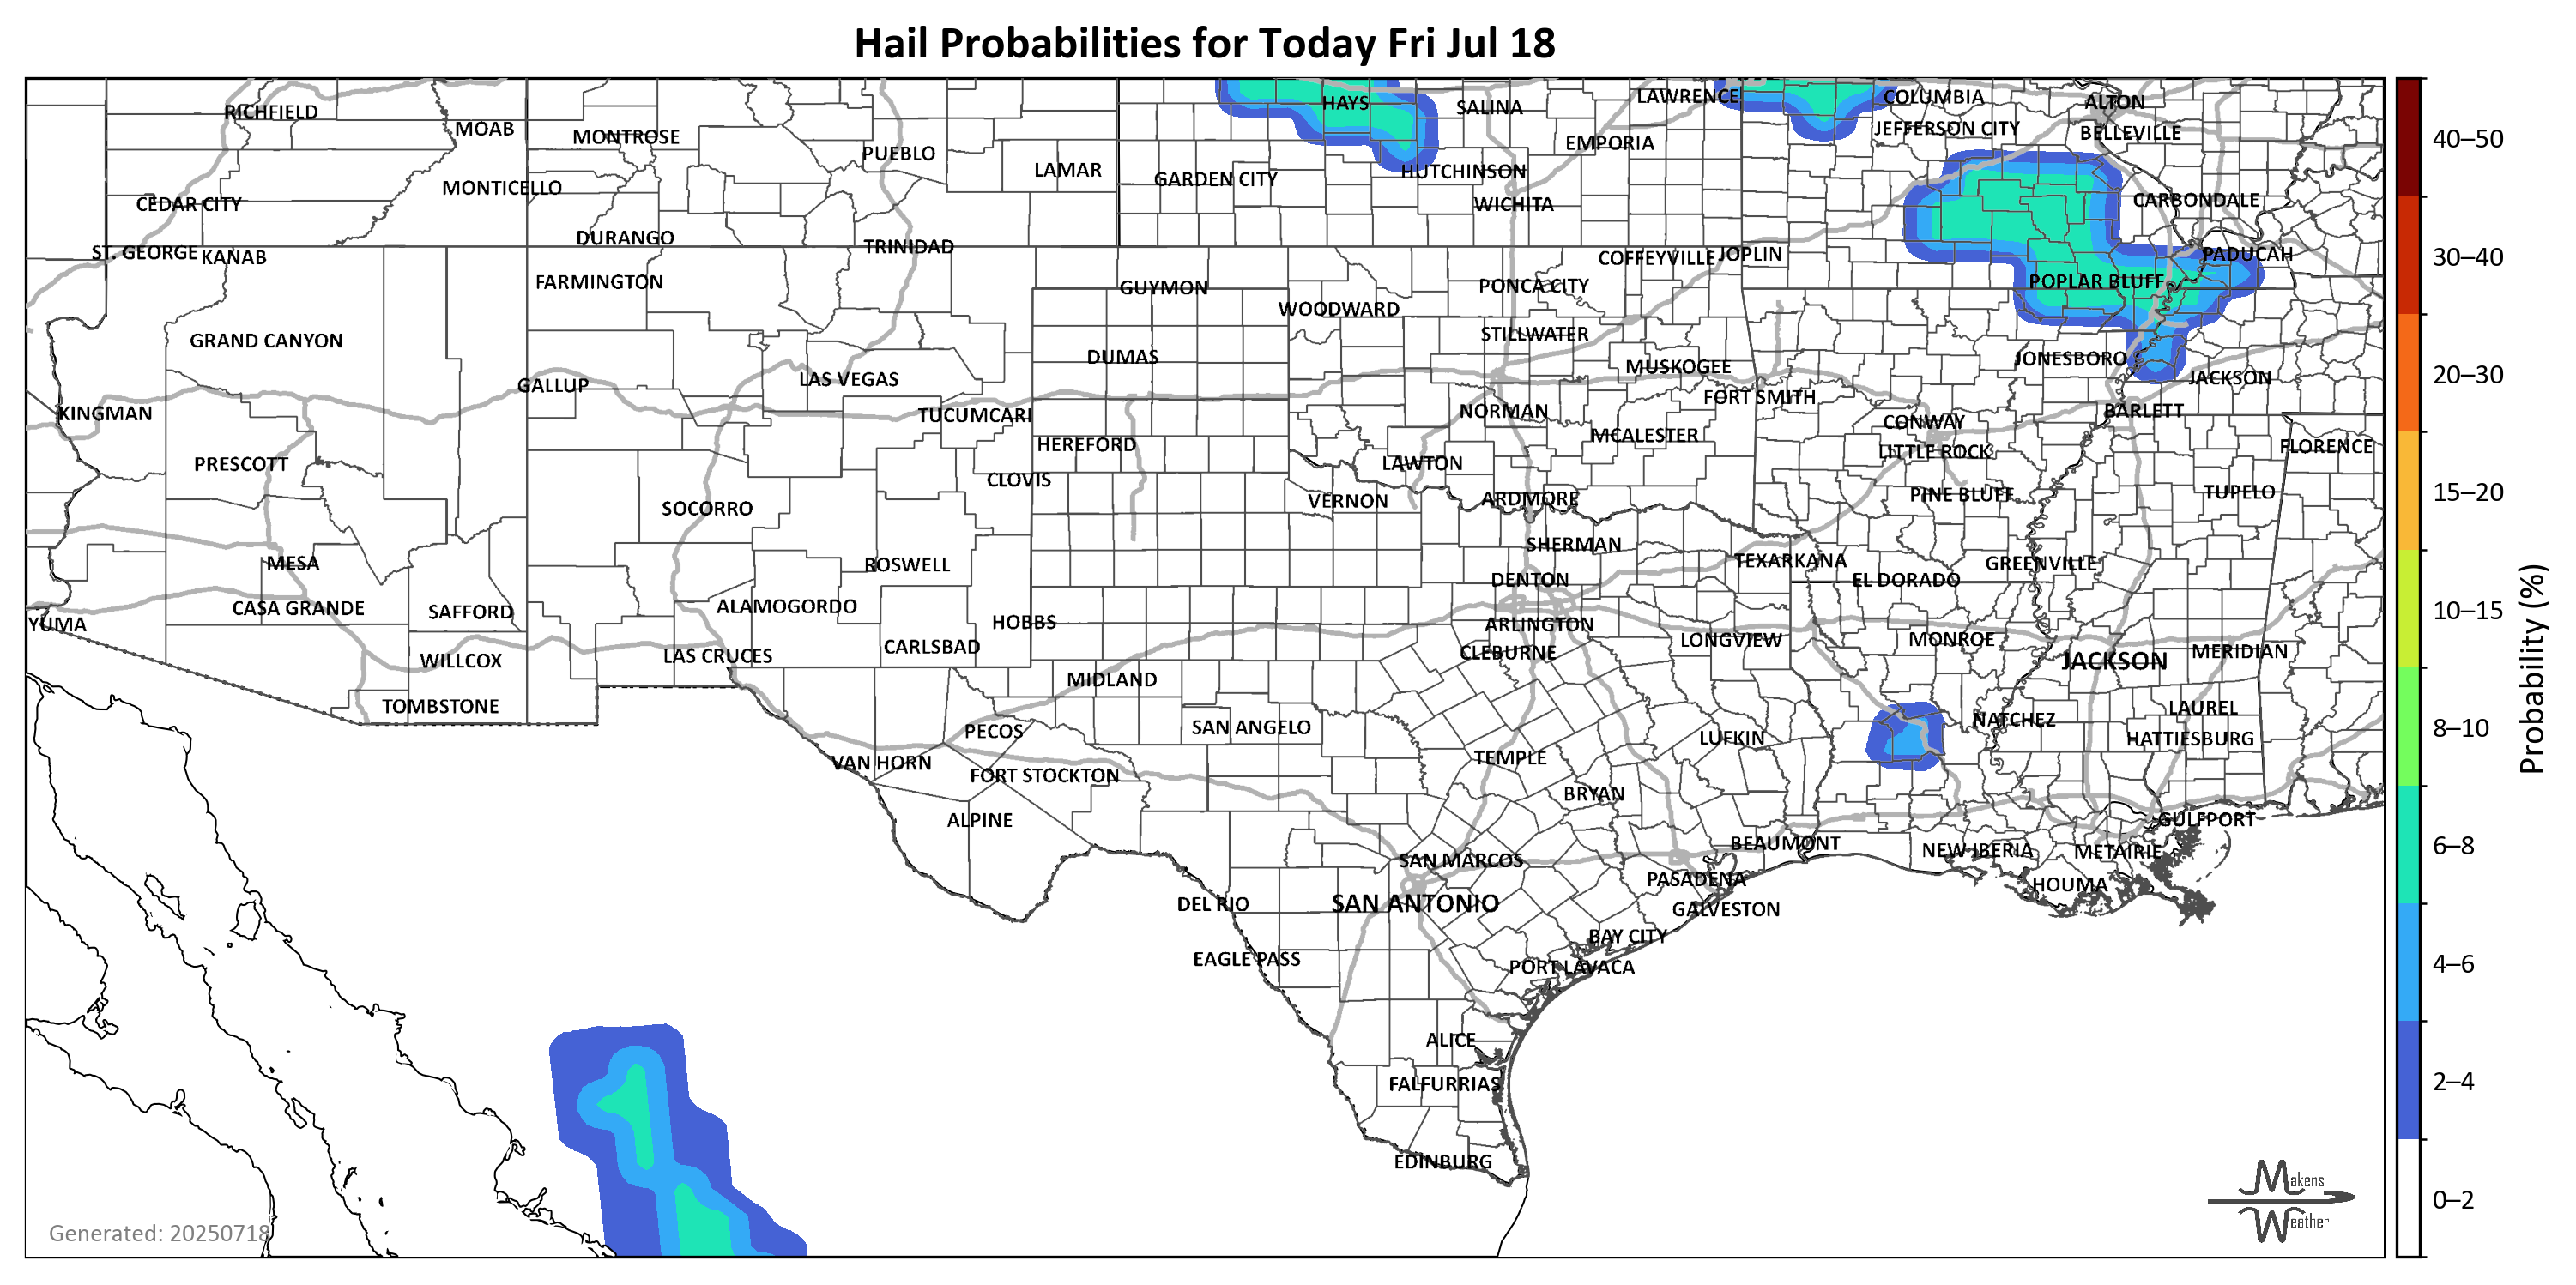 Hail Probabilities for Today Fri Jul 18
RICHFIELD
MOAB
MONTROSE
PUEBLO
LAMAR
HAYS
SALINA
LAWRENCE
COLUMBIA
ALTON
JEFFERSON CITY
BELLEVILLE
EMPORIA
HUTCHINSON
GARDEN CITY
MONTICELLO
CEDAR CITY
WICHITA
CARBONDALE
DURANGO
TRINIDAD
ST. GEORGE
KANAB
COFFEYVILLE
JOPLIN
PADUCAH
FARMINGTON
GUYMON
PONCA CITY
POPLAR BLUFF
WOODWARD
GRAND CANYON
STILLWATER
DUMAS
JONESBORO
MUSKOGEE
LAS VEGAS
JACKSON
GALLUP
FORT SMITH
KINGMAN
TUCUMCARI
NORMAN
BARLETT
CONWAY
MCALESTER
HEREFORD
FLORENCE
LITTLE ROCK
PRESCOTT
LAWTON
CLOVIS
TUPELO
PINE BLUFF
VERNON
ARDMORE
SOCORRO
SHERMAN
MESA
ROSWELL
TEXARKANA
GREENVILLE
DENTON
EL DORADO
CASA GRANDE
SAFFORD
ALAMOGORDO
HOBBS
YUMA
ARLINGTON
LONGVIEW
MONROE
CARLSBAD
CLEBURNE
MERIDIAN
WILLCOX
LAS CRUCES
JACKSON
MIDLAND
TOMBSTONE
LAUREL
NATCHEZ
SAN ANGELO
PECOS
LUFKIN
HATTIESBURG
TEMPLE
VAN HORN
FORT STOCKTON
BRYAN
ALPINE
GULFPORT
BEAUMONT
NEW IBERIA
METAIRIE
SAN MARCOS
PASADENA
HOUMA
DEL RIO
SAN ANTONIO
GALVESTON
BAY CITY
EAGLE PASS
PORT LAVACA
ALICE
FALFURRIAS
EDINBURG
Generated: 20250718
Makens
Weather
40–50
30–40
20–30
15–20
10–15
8–10
6–8
4–6
2–4
0–2
Probability (%)